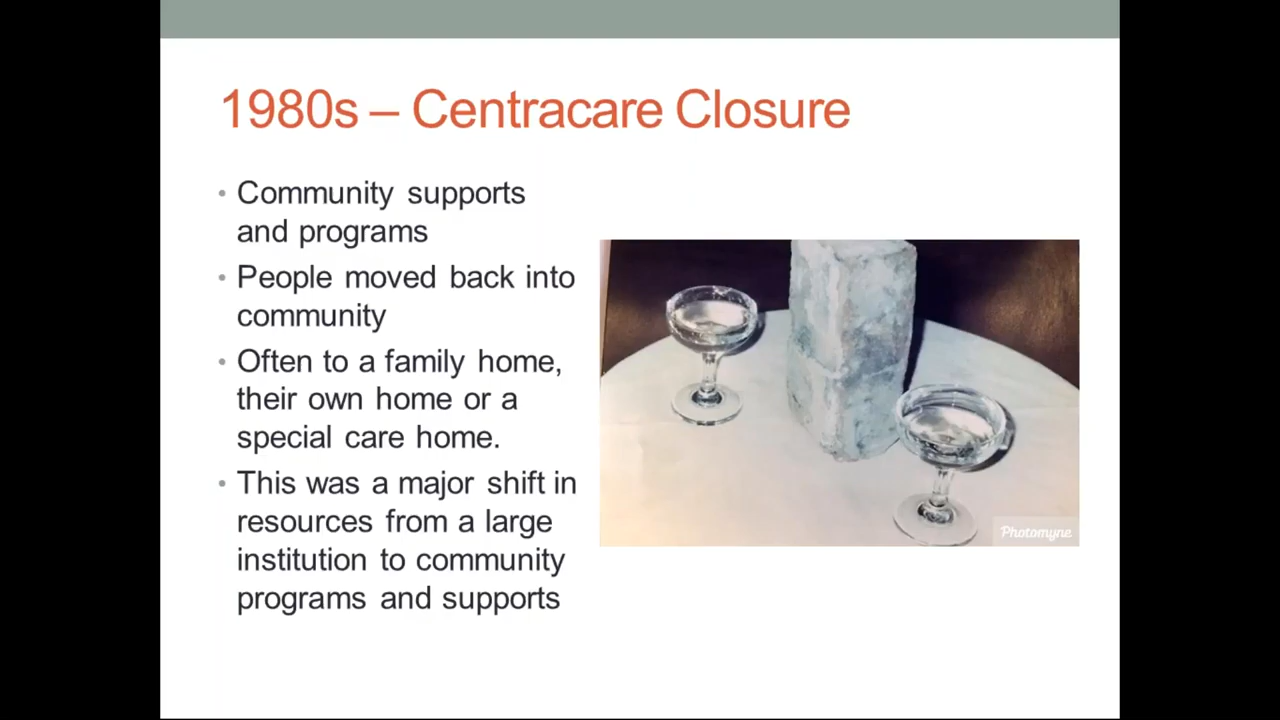 1980s – Centracare Closure
• Community supports
and programs
• People moved back into
community
• Often to a family home,
their own home or a
special care home.
• This was a major shift in
resources from a large
institution to community
programs and supports
Photomyne